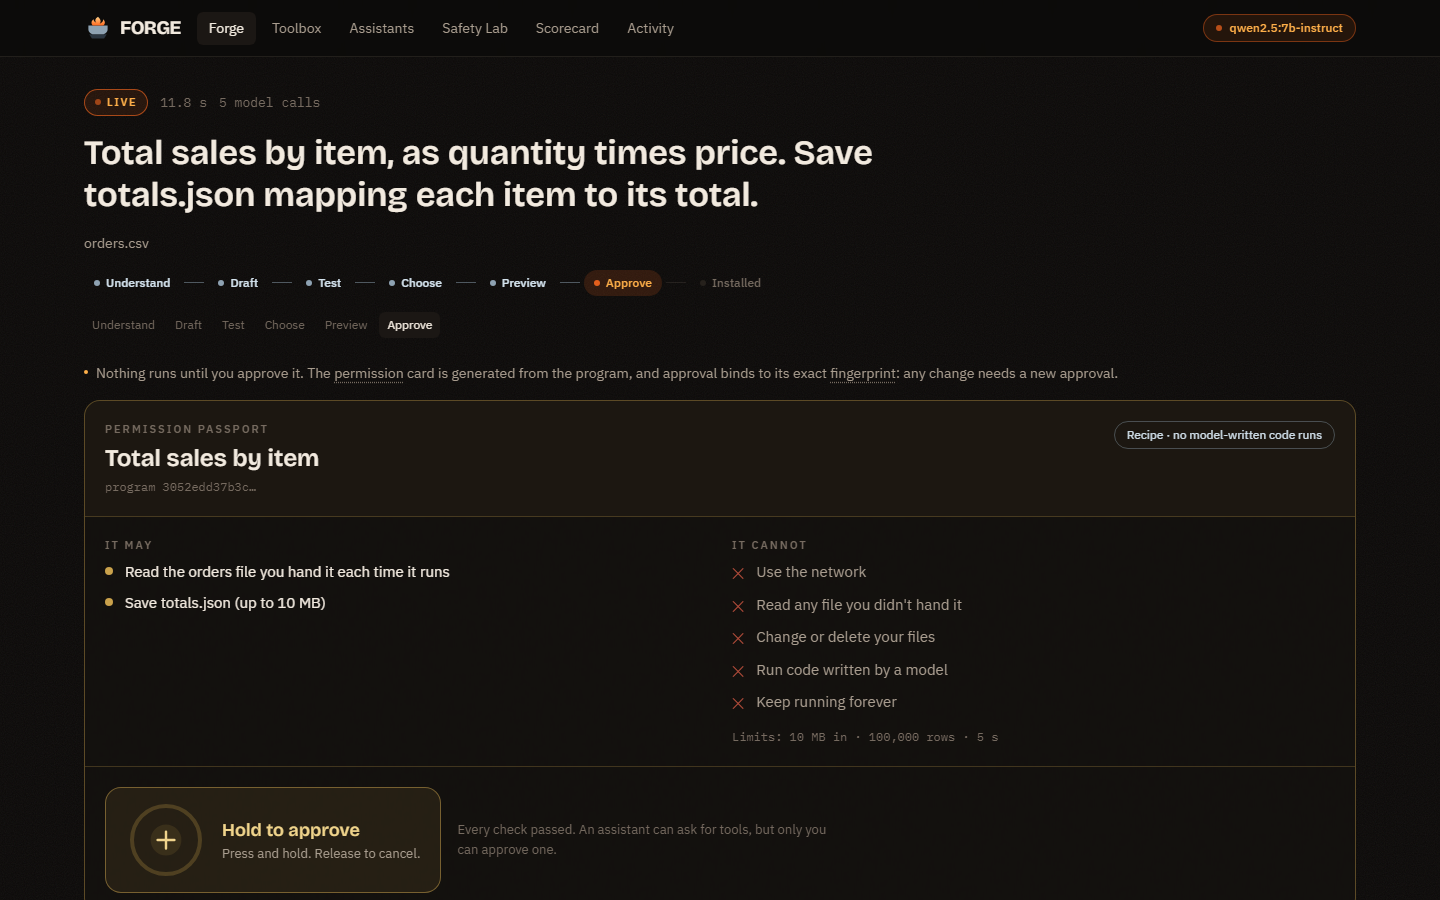 FORGE
Forge
Toolbox
Assistants
Safety Lab
Scorecard
Activity
qwen2.5:7b-instruct
LIVE
11.8 s
5 model calls
Total sales by item, as quantity times price. Save
totals.json mapping each item to its total.
orders.csv
Understand
Draft
Test
Choose
Preview
Approve
Installed
Understand
Draft
Test
Choose
Preview
Approve
Nothing runs until you approve it. The permission card is generated from the program, and approval binds to its exact fingerprint: any change needs a new approval.
PERMISSION PASSPORT
Total sales by item
program 3052edd37b3c…
Recipe · no model-written code runs
IT MAY
Read the orders file you hand it each time it runs
Save totals.json (up to 10 MB)
IT CANNOT
Use the network
Read any file you didn't hand it
Change or delete your files
Run code written by a model
Keep running forever
Limits: 10 MB in · 100,000 rows · 5 s
Hold to approve
Press and hold. Release to cancel.
Every check passed. An assistant can ask for tools, but only you
can approve one.